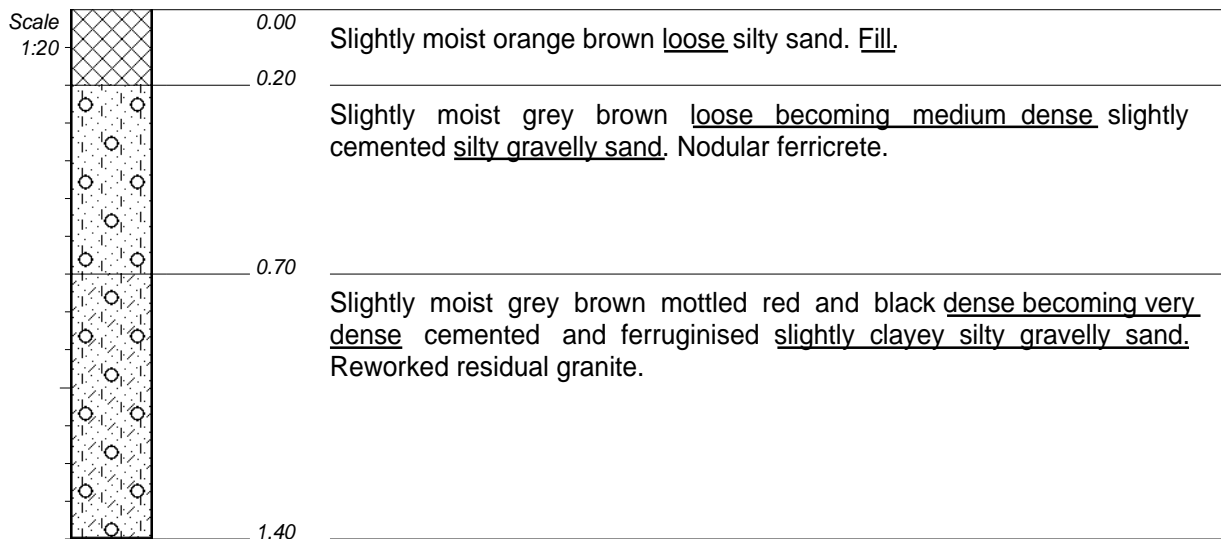 Scale
1:20
0.00
Slightly moist orange brown loose silty sand. Fill.
0.20
Slightly moist grey brown loose becoming medium dense slightly
cemented silty gravelly sand. Nodular ferricrete.
0.70
Slightly moist grey brown mottled red and black dense becoming very
dense cemented and ferruginised slightly clayey silty gravelly sand.
Reworked residual granite.
1.40